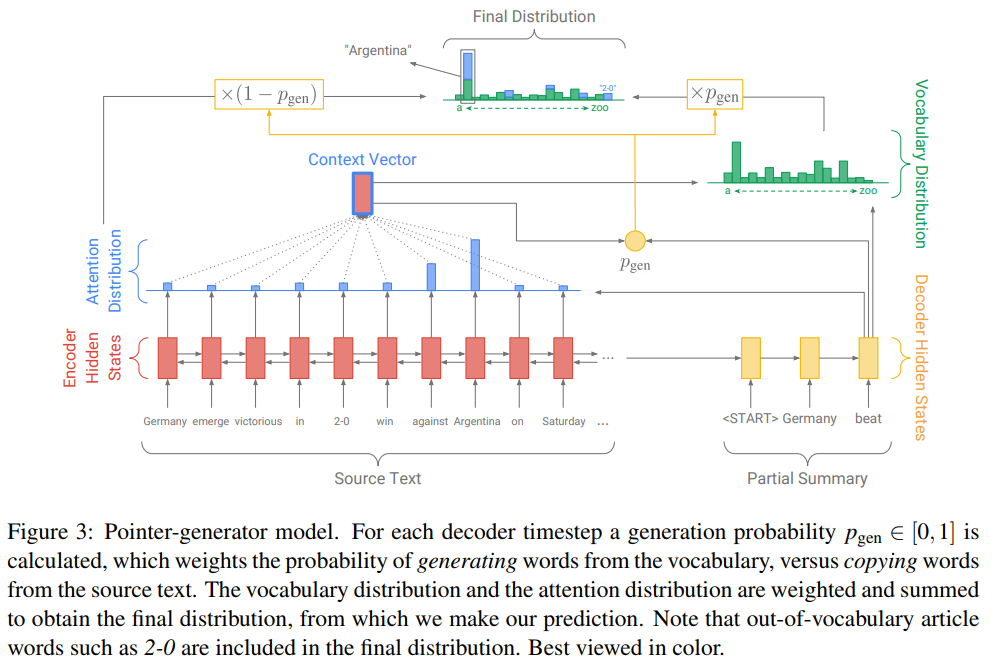 Final Distribution
"Argentina"
×(1 − pgen)
×pgen
"2-0"
a
zoo
Context Vector
a
zoo
Vocabulary Distribution
Attention
Distribution
pgen
Encoder
Hidden
States
Decoder Hidden States
...
Germany emerge victorious in 2-0 win against Argentina on Saturday ...
<START> Germany beat
Source Text
Partial Summary
Figure 3: Pointer-generator model. For each decoder timestep a generation probability pgen ∈ [0,1] is
calculated, which weights the probability of generating words from the vocabulary, versus copying words
from the source text. The vocabulary distribution and the attention distribution are weighted and summed
to obtain the final distribution, from which we make our prediction. Note that out-of-vocabulary article
words such as 2-0 are included in the final distribution. Best viewed in color.